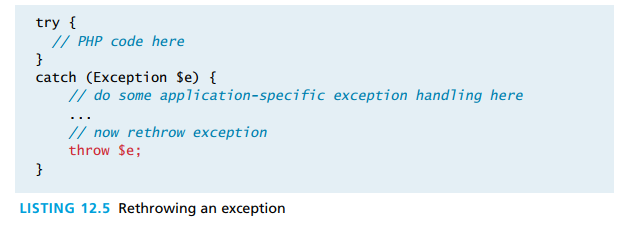 try {
// PHP code here
}
catch (Exception $e) {
// do some application-specific exception handling here
...
// now rethrow exception
throw $e;
}
LISTING 12.5 Rethrowing an exception